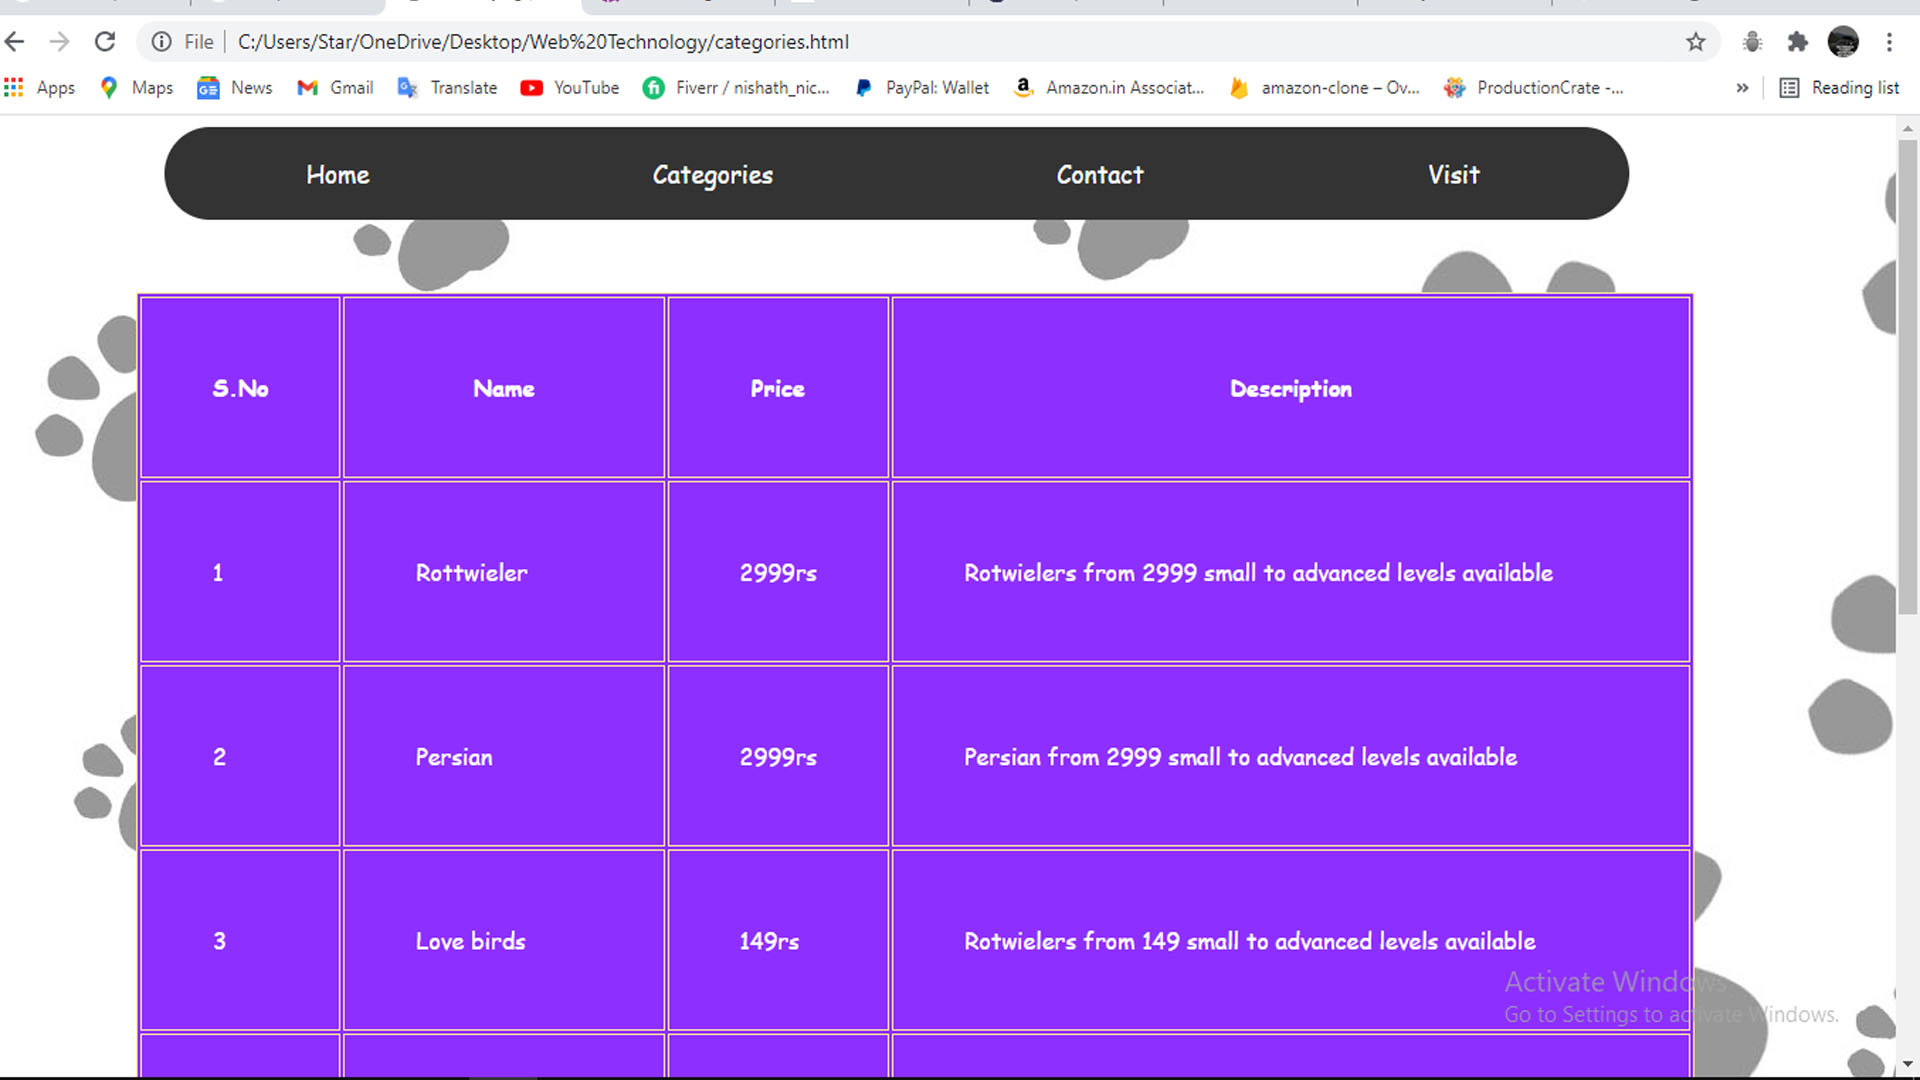 File C:/Users/Star/OneDrive/Desktop/Web%20Technology/categories.html
Apps Maps News Gmail Translate YouTube Fiverr / nishath_nic... PayPal: Wallet Amazon.in Associat... amazon-clone – Ov... ProductionCrate -... » Reading list
Home Categories Contact Visit
S.No Name Price Description
1 Rottwieler 2999rs Rotwielers from 2999 small to advanced levels available
2 Persian 2999rs Persian from 2999 small to advanced levels available
3 Love birds 149rs Rotwielers from 149 small to advanced levels available
Activate Windows
Go to Settings to activate Windows.